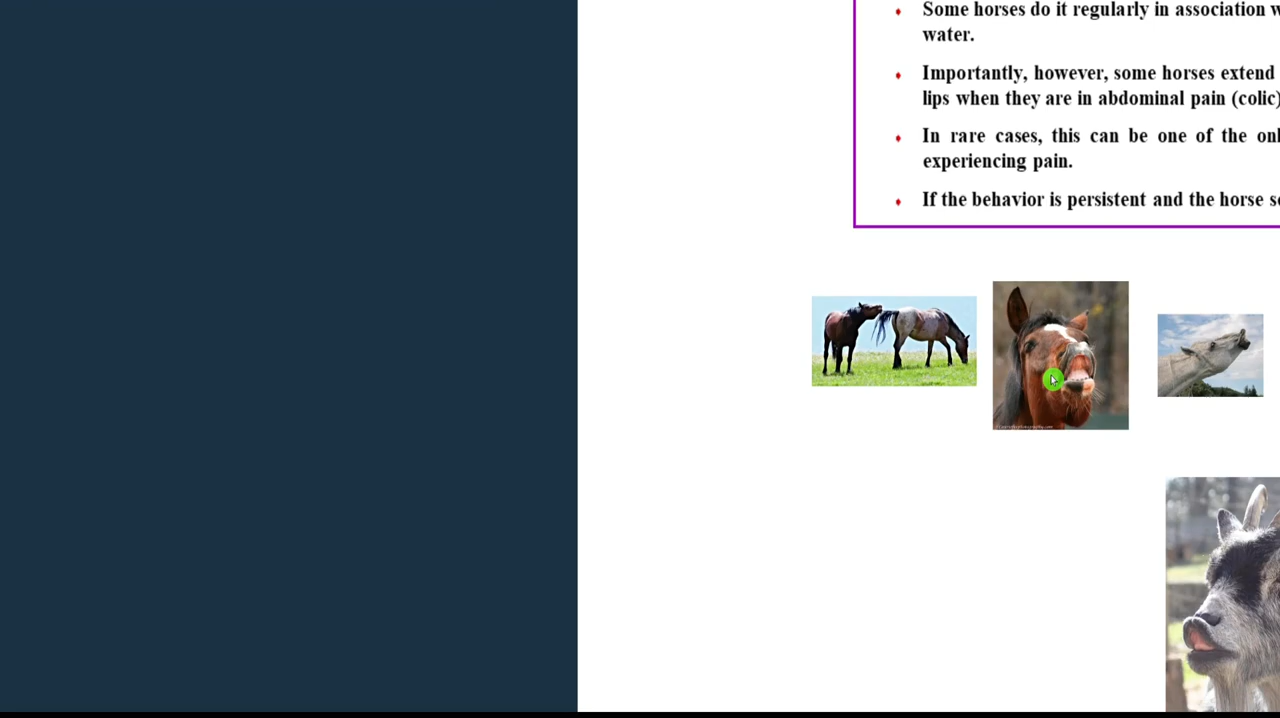 Some horses do it regularly in association
water.
Importantly, however, some horses extend
lips when they are in abdominal pain (colic)
In rare cases, this can be one of the
experiencing pain.
If the behavior is persistent and the horse